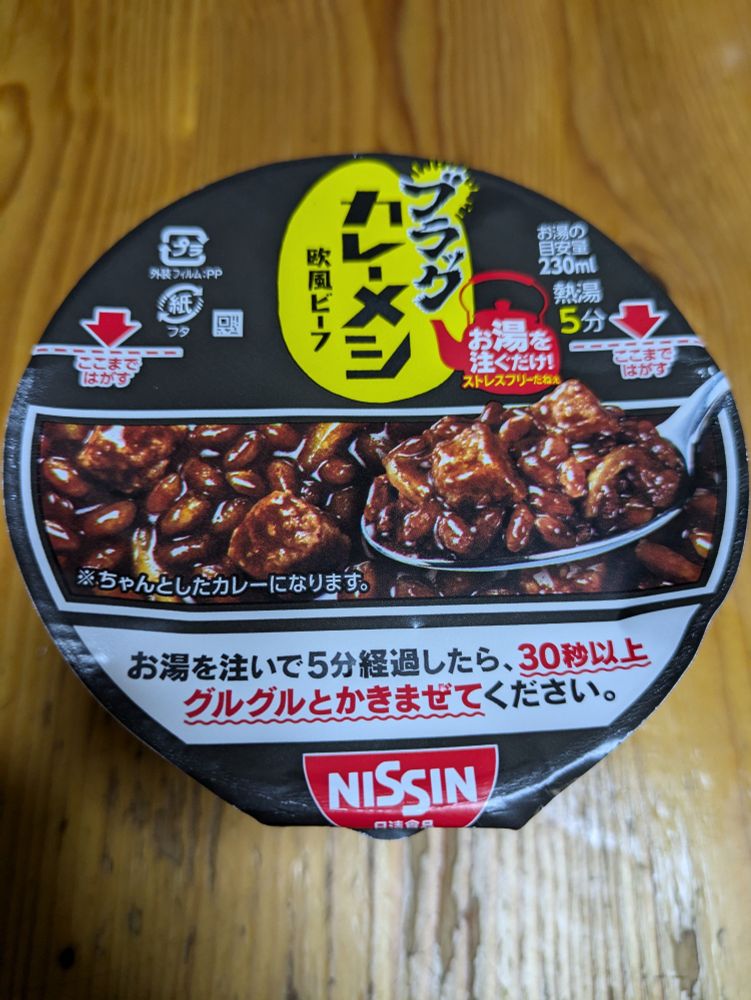 ブラック
カレーメシ
欧風ビーフ
プラ
外装フィルム:PP
紙
フタ
お湯の
目安量
230ml
熱湯
5分
お湯を
注ぐだけ!
ストレスフリーだねぇ
ここまで
はがす
ここまで
はがす
※ちゃんとしたカレーになります。
お湯を注いで5分経過したら、30秒以上
グルグルとかきまぜてください。
NISSIN
日清食品